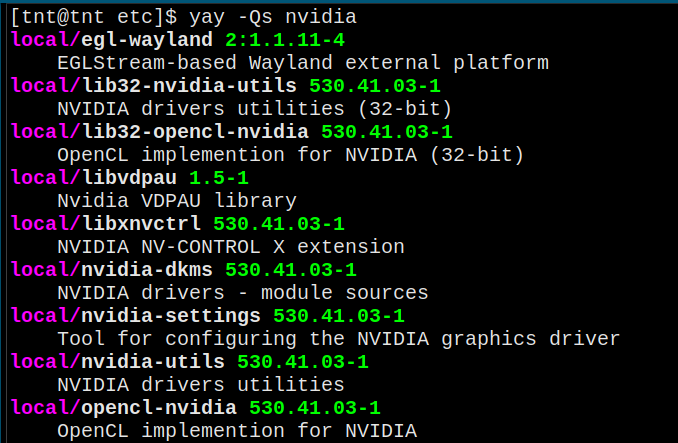 [tnt@tnt etc]$ yay -Qs nvidia
local/egl-wayland 2:1.1.11-4
EGLStream-based Wayland external platform
local/lib32-nvidia-utils 530.41.03-1
NVIDIA drivers utilities (32-bit)
local/lib32-opencl-nvidia 530.41.03-1
OpenCL implemention for NVIDIA (32-bit)
local/libvdpau 1.5-1
Nvidia VDPAU library
local/libxnvctrl 530.41.03-1
NVIDIA NV-CONTROL X extension
local/nvidia-dkms 530.41.03-1
NVIDIA drivers - module sources
local/nvidia-settings 530.41.03-1
Tool for configuring the NVIDIA graphics driver
local/nvidia-utils 530.41.03-1
NVIDIA drivers utilities
local/opencl-nvidia 530.41.03-1
OpenCL implemention for NVIDIA